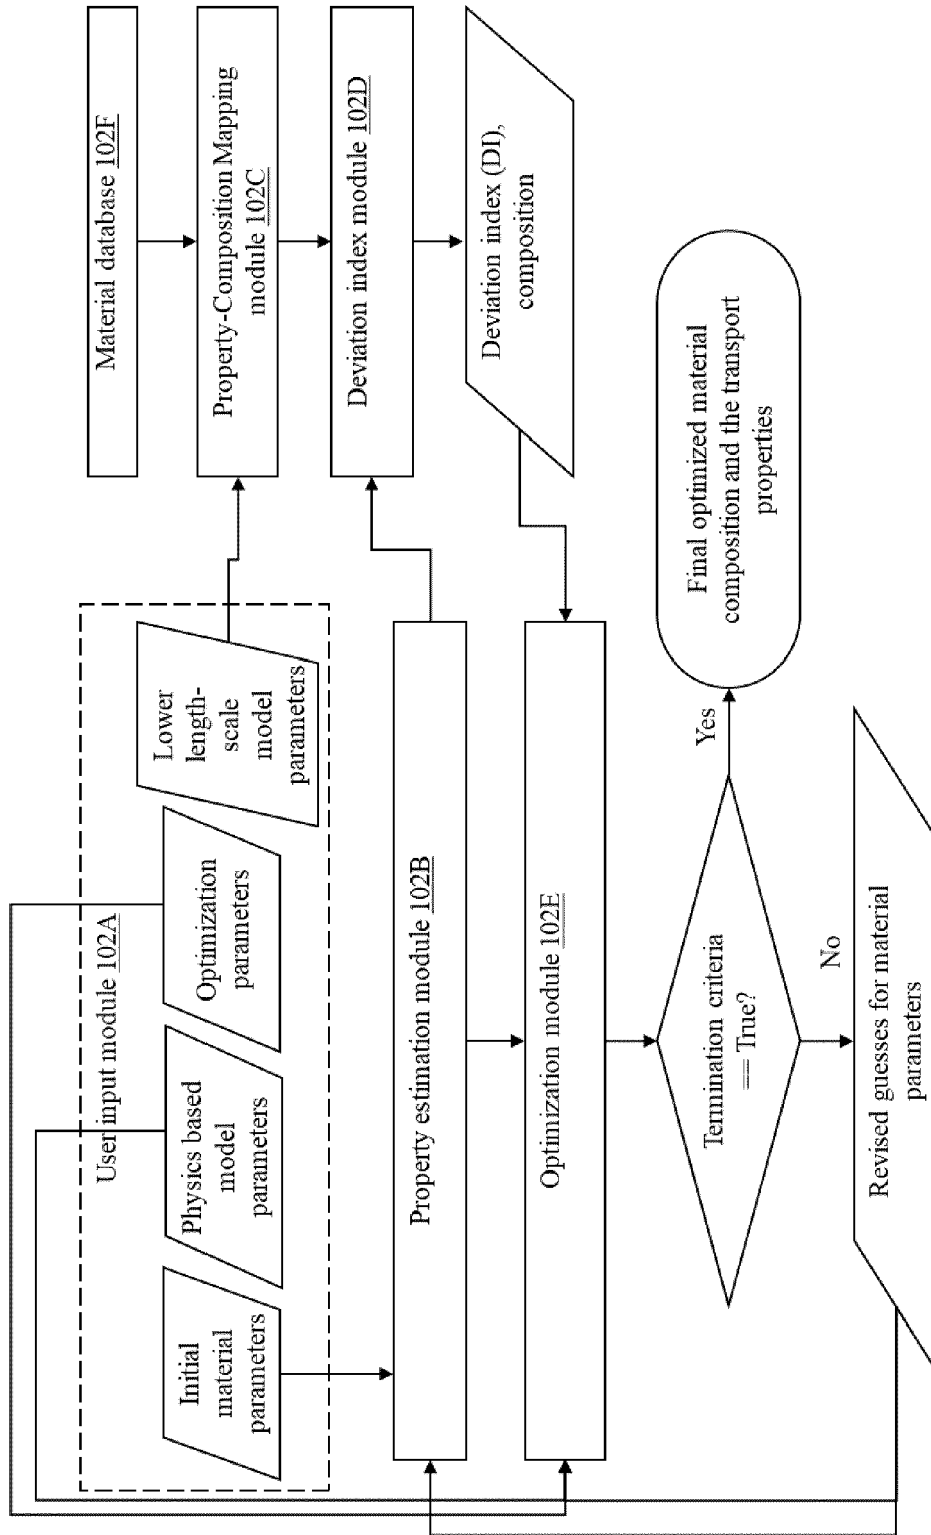 User input module 102A
Initial
material
parameters
Physics based
model
parameters
Optimization
parameters
Lower
length-
scale
model
parameters
Material database 102F
Property-Composition Mapping
module 102C
Deviation index module 102D
Deviation index (DI),
composition
Property estimation module 102B
Optimization module 102E
Termination criteria
== True?
Yes
Final optimized material
composition and the transport
properties
No
Revised guesses for material
parameters